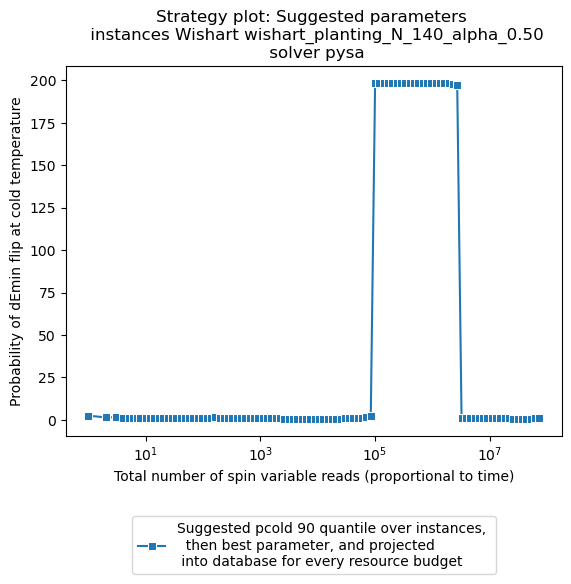 Strategy plot: Suggested parameters
instances Wishart wishart_planting_N_140_alpha_0.50
solver pysa
Probability of dEmin flip at cold temperature
200
175
150
125
100
75
50
25
0
10¹ 10³ 10⁵ 10⁷
Total number of spin variable reads (proportional to time)
Suggested pcold 90 quantile over instances,
then best parameter, and projected
into database for every resource budget